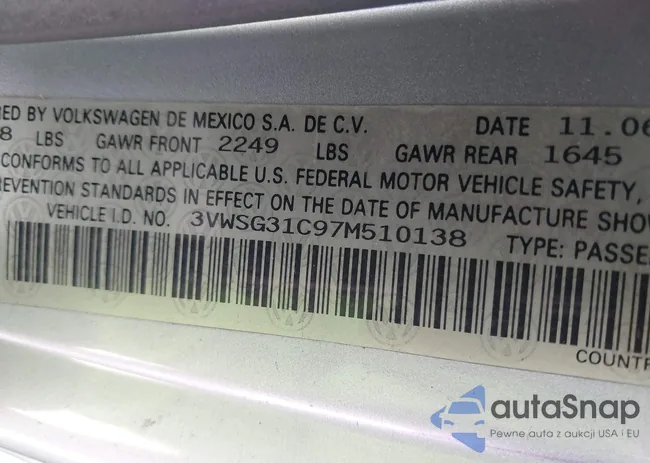 RED BY VOLKSWAGEN DE MEXICO S.A. DE C.V. DATE 11.06
8 LBS GAWR FRONT 2249 LBS GAWR REAR 1645
CONFORMS TO ALL APPLICABLE U.S. FEDERAL MOTOR VEHICLE SAFETY,
REVENTION STANDARDS IN EFFECT ON THE DATE OF MANUFACTURE SHO
VEHICLE I.D. NO. 3VWSG31C97M510138 TYPE: PASSE
COUNTR
autaSnap
Pewne auta z aukcji USA i EU